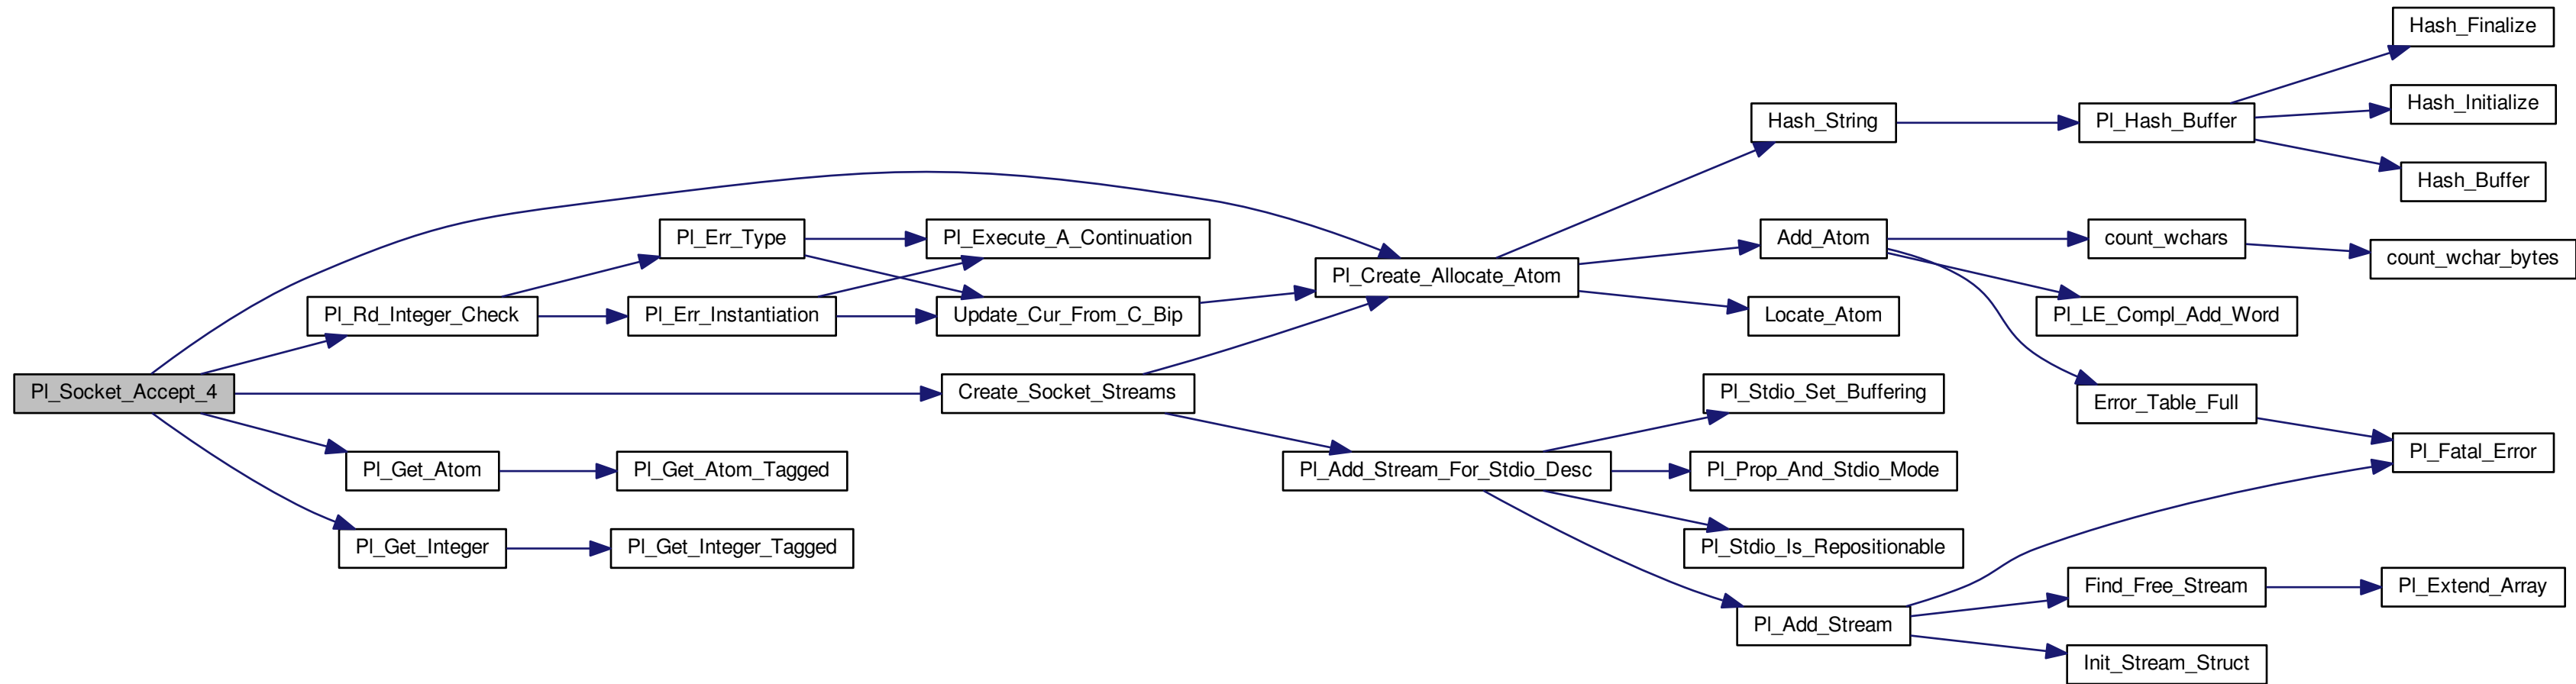 Hash_Finalize
Hash_Initialize
Hash_String
Pl_Hash_Buffer
Hash_Buffer
Pl_Err_Type
Pl_Execute_A_Continuation
Add_Atom
count_wchars
count_wchar_bytes
Pl_Create_Allocate_Atom
Pl_Rd_Integer_Check
Pl_Err_Instantiation
Update_Cur_From_C_Bip
Locate_Atom
Pl_LE_Compl_Add_Word
Pl_Socket_Accept_4
Create_Socket_Streams
Pl_Stdio_Set_Buffering
Error_Table_Full
Pl_Fatal_Error
Pl_Get_Atom
Pl_Get_Atom_Tagged
Pl_Add_Stream_For_Stdio_Desc
Pl_Prop_And_Stdio_Mode
Pl_Get_Integer
Pl_Get_Integer_Tagged
Pl_Stdio_Is_Repositionable
Find_Free_Stream
Pl_Extend_Array
Pl_Add_Stream
Init_Stream_Struct